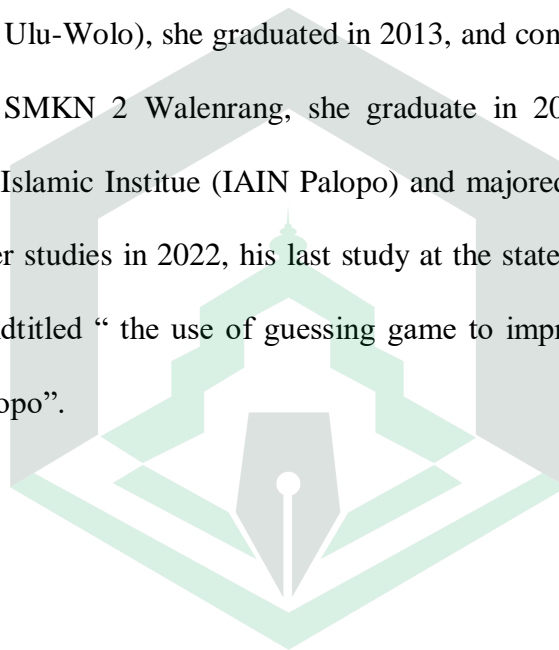 Ulu-Wolo), she graduated in 2013, and con
SMKN 2 Walenrang, she graduate in 20
Islamic Institue (IAIN Palopo) and majored
er studies in 2022, his last study at the state
dtitled “ the use of guessing game to impr
opo”.